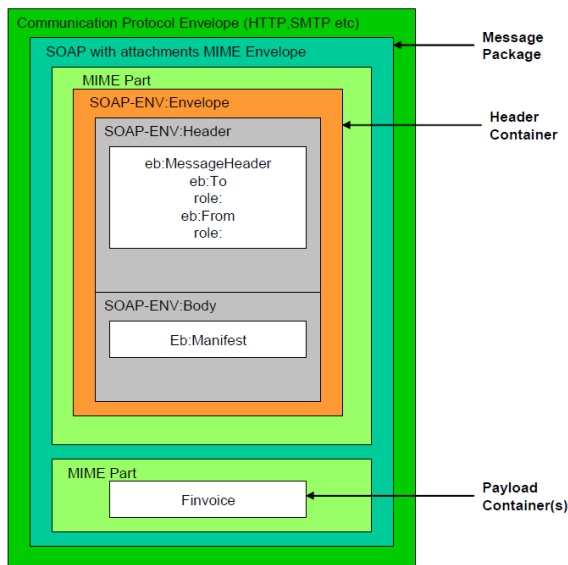 Communication Protocol Envelope (HTTP,SMTP etc)
SOAP with attachments MIME Envelope
Message
Package
MIME Part
SOAP-ENV:Envelope
Header
Container
SOAP-ENV:Header
eb:MessageHeader
eb:To
role:
eb:From
role:
SOAP-ENV:Body
Eb:Manifest
MIME Part
Finvoice
Payload
Container(s)